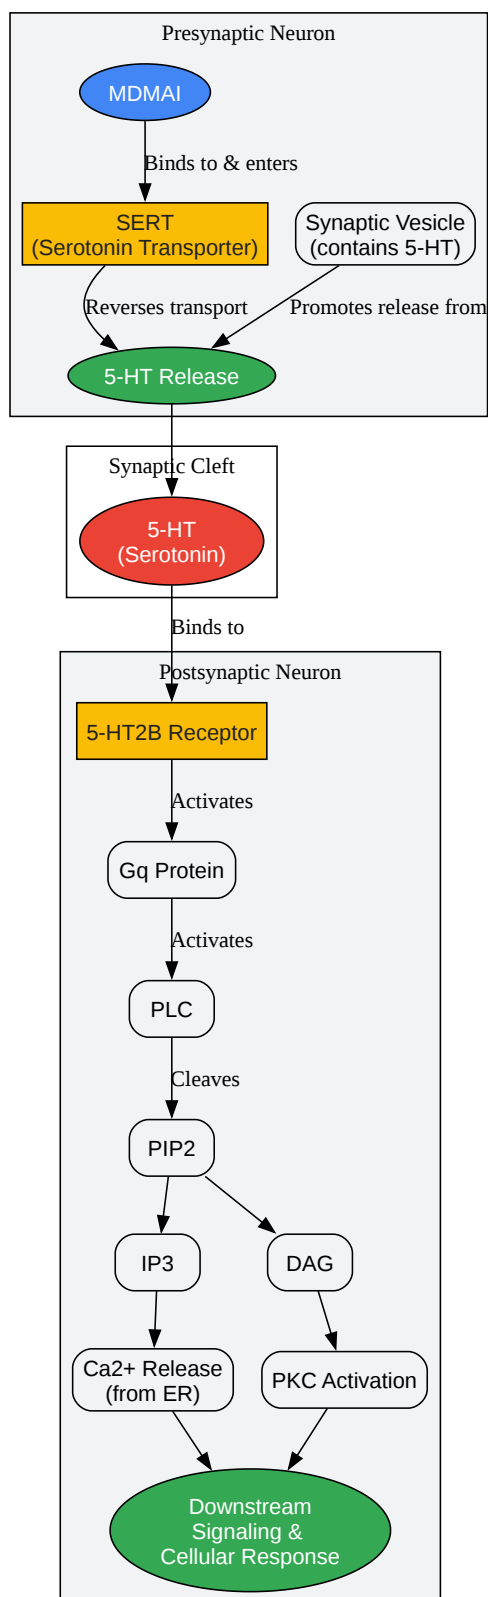 Presynaptic Neuron
MDMAI
Binds to & enters
SERT
(Serotonin Transporter)
Synaptic Vesicle
(contains 5-HT)
Reverses transport
Promotes release from
5-HT Release
Synaptic Cleft
5-HT
(Serotonin)
Binds to
Postsynaptic Neuron
5-HT2B Receptor
Activates
Gq Protein
Activates
PLC
Cleaves
PIP2
IP3
DAG
Ca2+ Release
(from ER)
PKC Activation
Downstream
Signaling &
Cellular Response